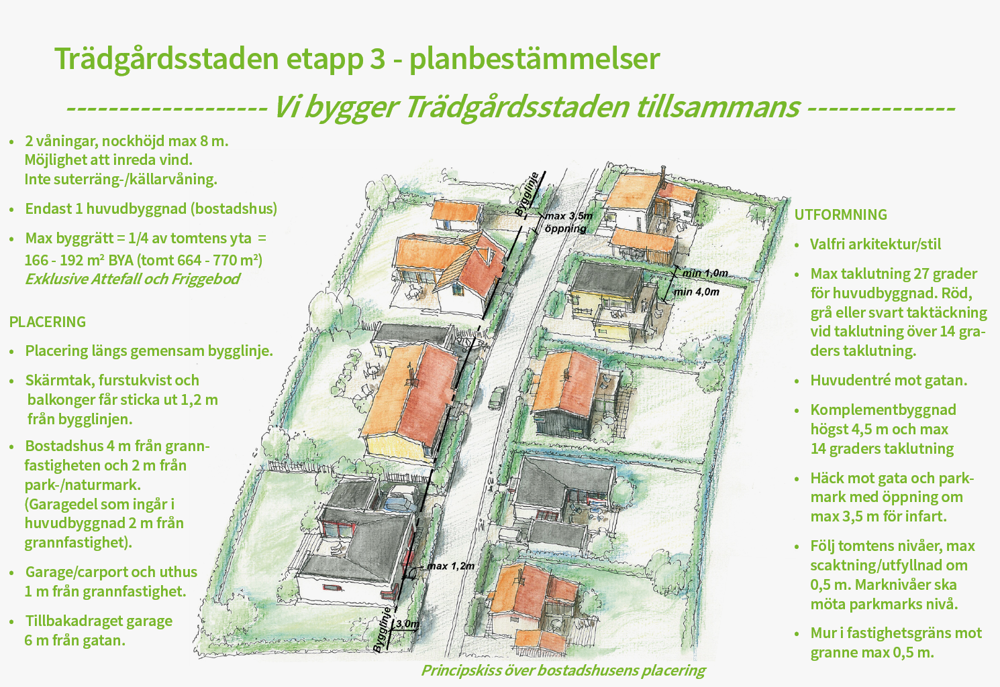 Trädgårdsstaden etapp 3 - planbestämmelser
------------------- Vi bygger Trädgårdsstaden tillsammans --------------
• 2 våningar, nockhöjd max 8 m.
Möjlighet att inreda vind.
Inte suterräng-/källarvåning.
• Endast 1 huvudbyggnad (bostadshus)
• Max byggrätt = 1/4 av tomtens yta =
166 - 192 m² BYA (tomt 664 - 770 m²)
Exklusive Attefall och Friggebod
PLACERING
• Placering längs gemensam bygglinje.
• Skärmtak, furstukvist och
balkonger får sticka ut 1,2 m
från bygglinjen.
• Bostadshus 4 m från grann-
fastigheten och 2 m från
park-/naturmark.
(Garagedel som ingår i
huvudbyggnad 2 m från
grannfastighet).
• Garage/carport och uthus
1 m från grannfastighet.
• Tillbakadraget garage
6 m från gatan.
Bygglinje
max 3,5m
öppning
min 1,0m
min 4,0m
max 1,2m
Bygglinje
3,0m
Principskiss över bostadshusens placering
UTFORMNING
• Valfri arkitektur/stil
• Max taklutning 27 grader
för huvudbyggnad. Röd,
grå eller svart taktäckning
vid taklutning över 14 gra-
ders taklutning.
• Huvudentré mot gatan.
• Komplementbyggnad
högst 4,5 m och max
14 graders taklutning
• Häck mot gata och park-
mark med öppning om
max 3,5 m för infart.
• Följ tomtens nivåer, max
scaktning/utfyllnad om
0,5 m. Marknivåer ska
möta parkmarks nivå.
• Mur i fastighetsgräns mot
granne max 0,5 m.